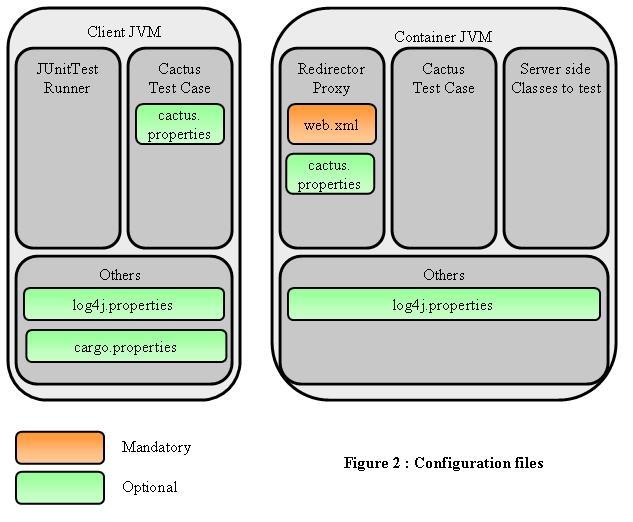 Client JVM
JUnitTest
Runner
Cactus
Test Case
cactus.
properties
Others
log4j.properties
cargo.properties
Container JVM
Redirector
Proxy
web.xml
cactus.
properties
Cactus
Test Case
Server side
Classes to test
Others
log4j.properties
Mandatory
Optional
Figure 2 : Configuration files